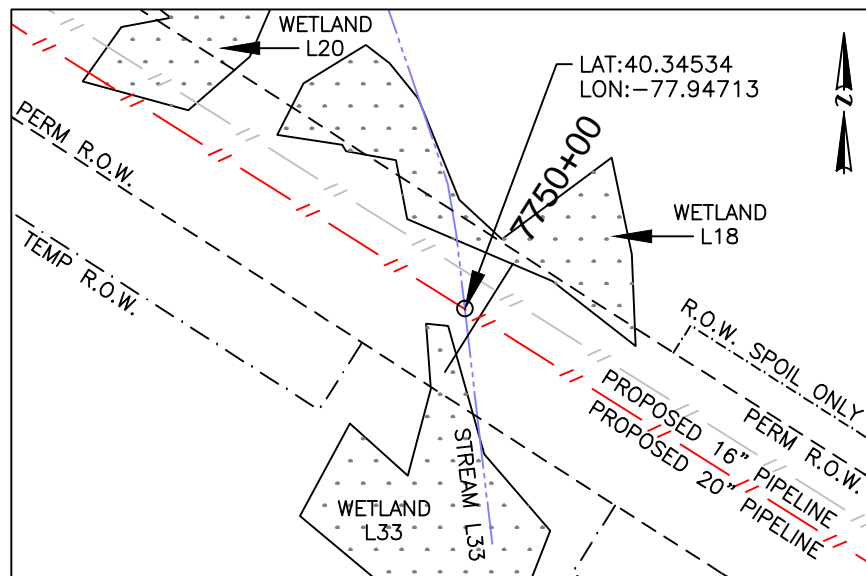 WETLAND
L20
LAT:40.34534
LON:-77.94713
N
PERM R.O.W.
7750+00
WETLAND
L18
TEMP R.O.W.
R.O.W. SPOIL ONLY
PROPOSED 16" PIPELINE
PERM R.O.W.
PROPOSED 20" PIPELINE
STREAM L33
WETLAND
L33